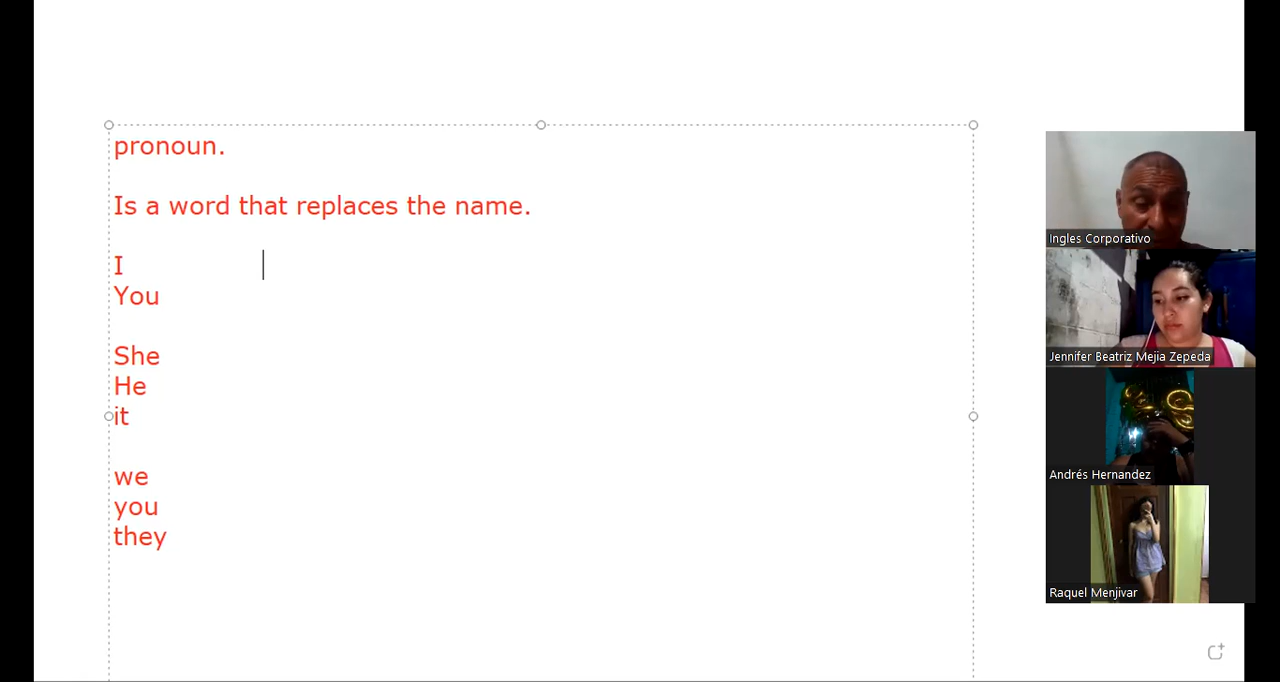 pronoun.
Is a word that replaces the name.
I
You
She
He
it
we
you
they
Ingles Corporativo
Jennifer Beatriz Mejia Zepeda
Andrés Hernandez
Raquel Menjivar